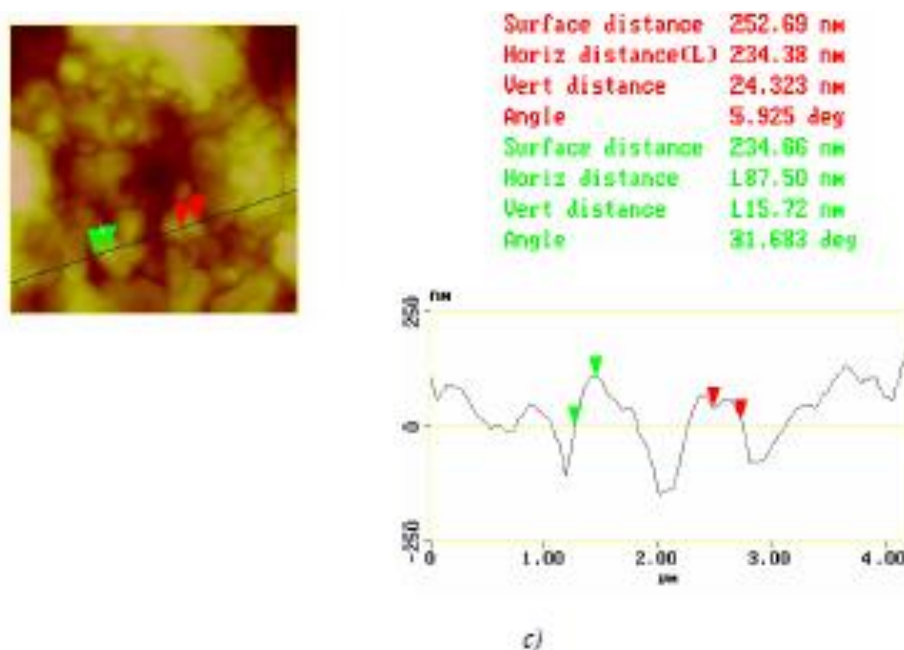 Surface distance 252.69 nm
Horiz distance(L) 234.38 nm
Vert distance 24.323 nm
Angle 5.925 deg
Surface distance 234.66 nm
Horiz distance 187.50 nm
Vert distance 115.72 nm
Angle 31.683 deg
nm
250
0
-250
0 1.00 2.00 3.00 4.00
µm
c)